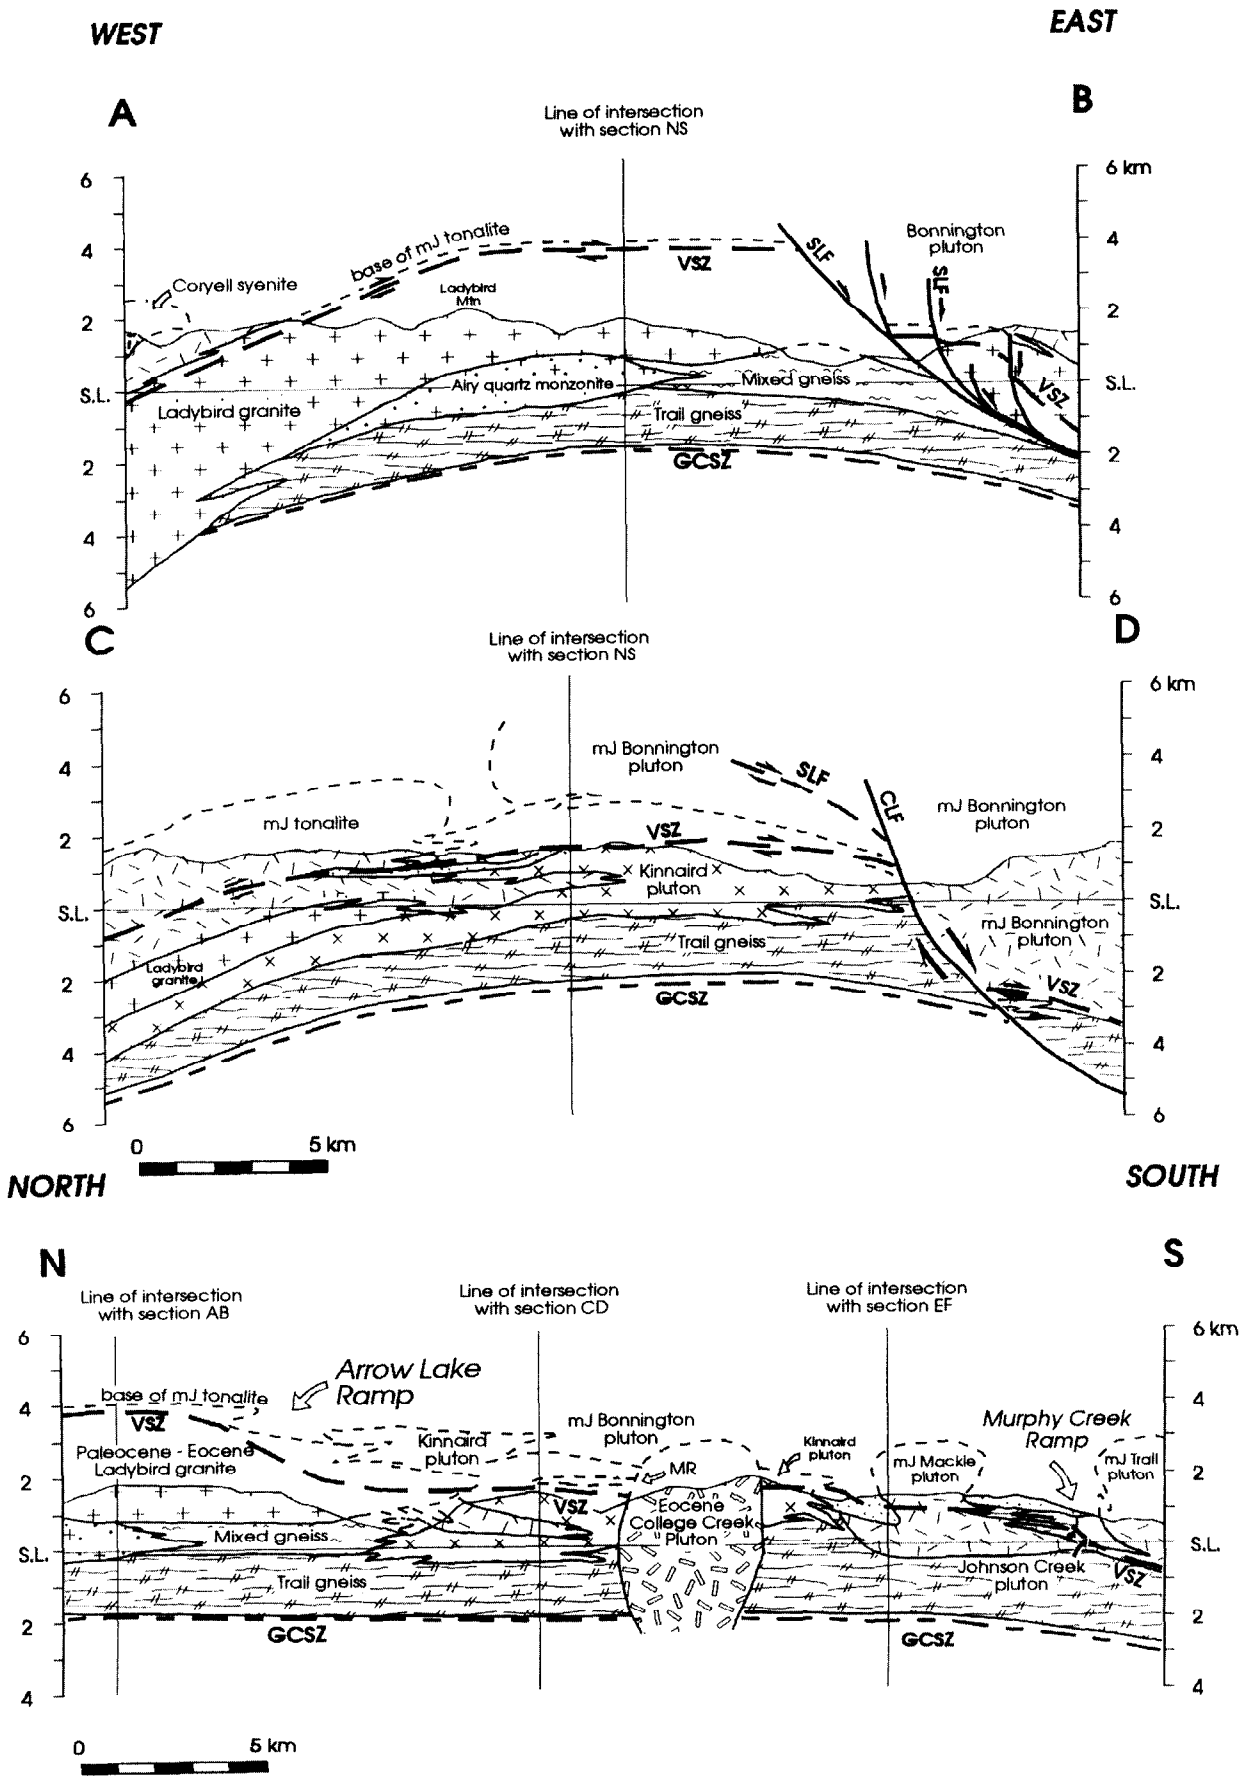 WEST
EAST
A
B
Line of intersection
with section NS
6
4
2
S.L.
2
4
6
6 km
4
2
S.L.
2
4
6
base of mJ tonalite
Coryell syenite
Ladybird
Mtn
VSZ
SLF
Bonnington
pluton
SLF
Airy quartz monzonite
Mixed gneiss
VSZ
Ladybird granite
Trail gneiss
GCSZ
C
D
Line of intersection
with section NS
6
4
2
S.L.
2
4
6
6 km
4
2
S.L.
2
4
6
mJ Bonnington
pluton
SLF
CLF
mJ Bonnington
pluton
mJ tonalite
VSZ
Kinnaird
pluton
mJ Bonnington
pluton
Trail gneiss
Ladybird
granite
VSZ
GCSZ
0 5 km
NORTH
SOUTH
N
S
Line of intersection
with section AB
Line of intersection
with section CD
Line of intersection
with section EF
6
4
2
S.L.
2
4
6 km
4
2
S.L.
2
4
Arrow Lake
Ramp
base of mJ tonalite
VSZ
Paleocene - Eocene
Ladybird granite
Kinnaird
pluton
mJ Bonnington
pluton
MR
Kinnaird
pluton
mJ Mackie
pluton
Murphy Creek
Ramp
mJ Trail
pluton
VSZ
Eocene
College Creek
Pluton
Mixed gneiss
Trail gneiss
Johnson Creek
pluton
VSZ
GCSZ
GCSZ
0 5 km